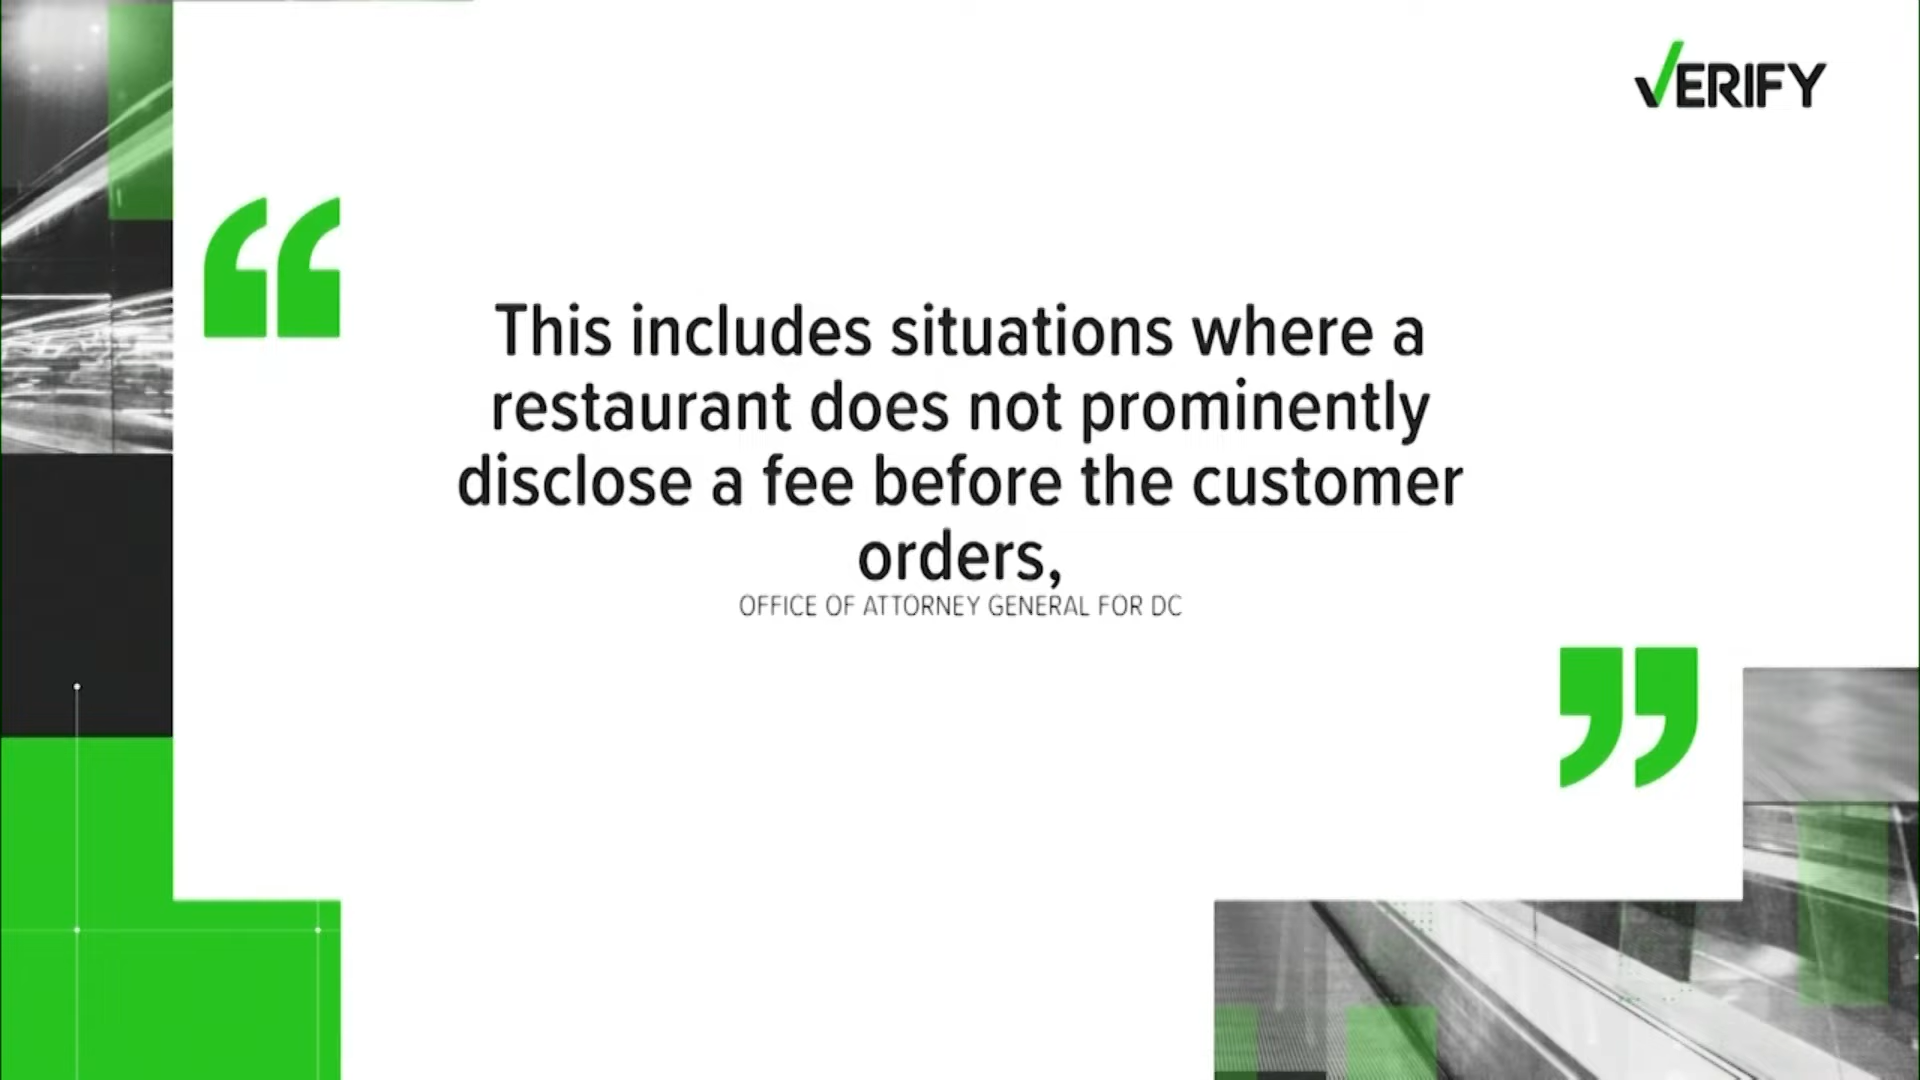 VERIFY
This includes situations where a
restaurant does not prominently
disclose a fee before the customer
orders,
OFFICE OF ATTORNEY GENERAL FOR DC